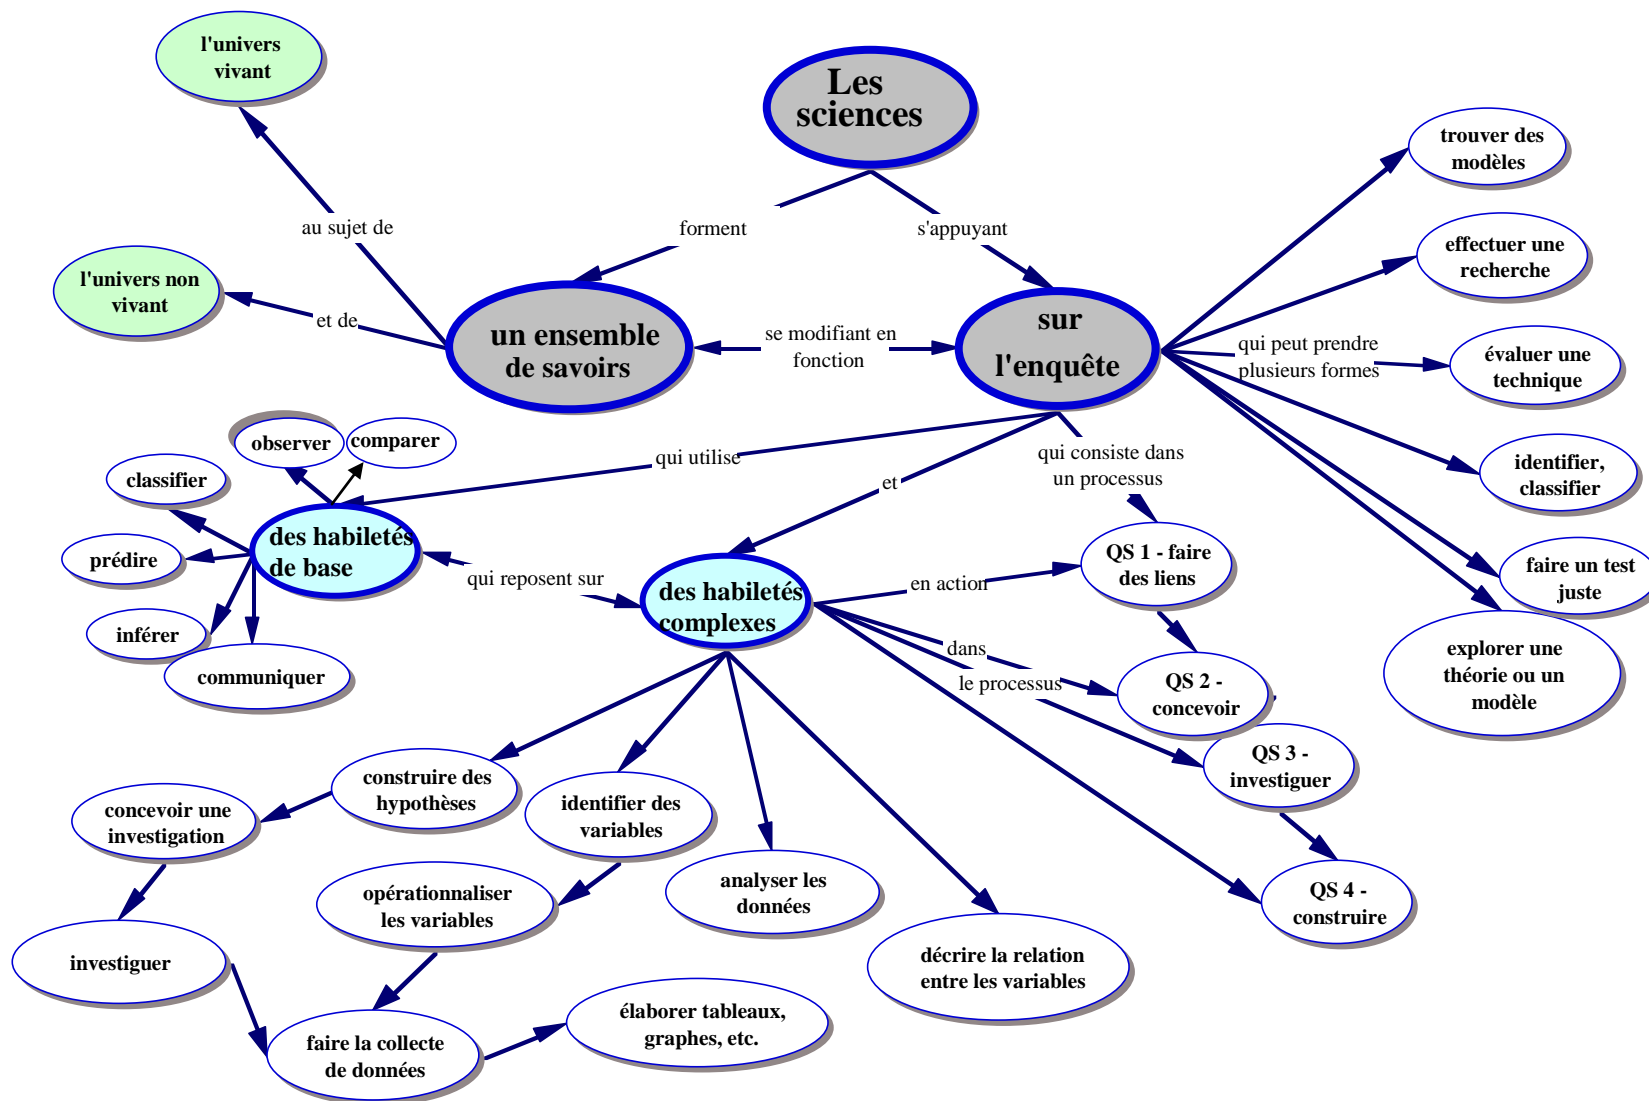 Les
sciences
l'univers
vivant
au sujet de
l'univers non
vivant
et de
forment
s'appuyant
un ensemble
de savoirs
se modifiant en
fonction
sur
l'enquête
qui peut prendre
plusieurs formes
trouver des
modèles
effectuer une
recherche
évaluer une
technique
identifier,
classifier
faire un test
juste
explorer une
théorie ou un
modèle
qui utilise
et
qui consiste dans
un processus
observer
comparer
classifier
prédire
inférer
communiquer
des habiletés
de base
qui reposent sur
des habiletés
complexes
en action
dans
le processus
QS 1 - faire
des liens
QS 2 -
concevoir
QS 3 -
investiguer
QS 4 -
construire
construire des
hypothèses
concevoir une
investigation
investiguer
identifier des
variables
opérationnaliser
les variables
faire la collecte
de données
élaborer tableaux,
graphes, etc.
analyser les
données
décrire la relation
entre les variables